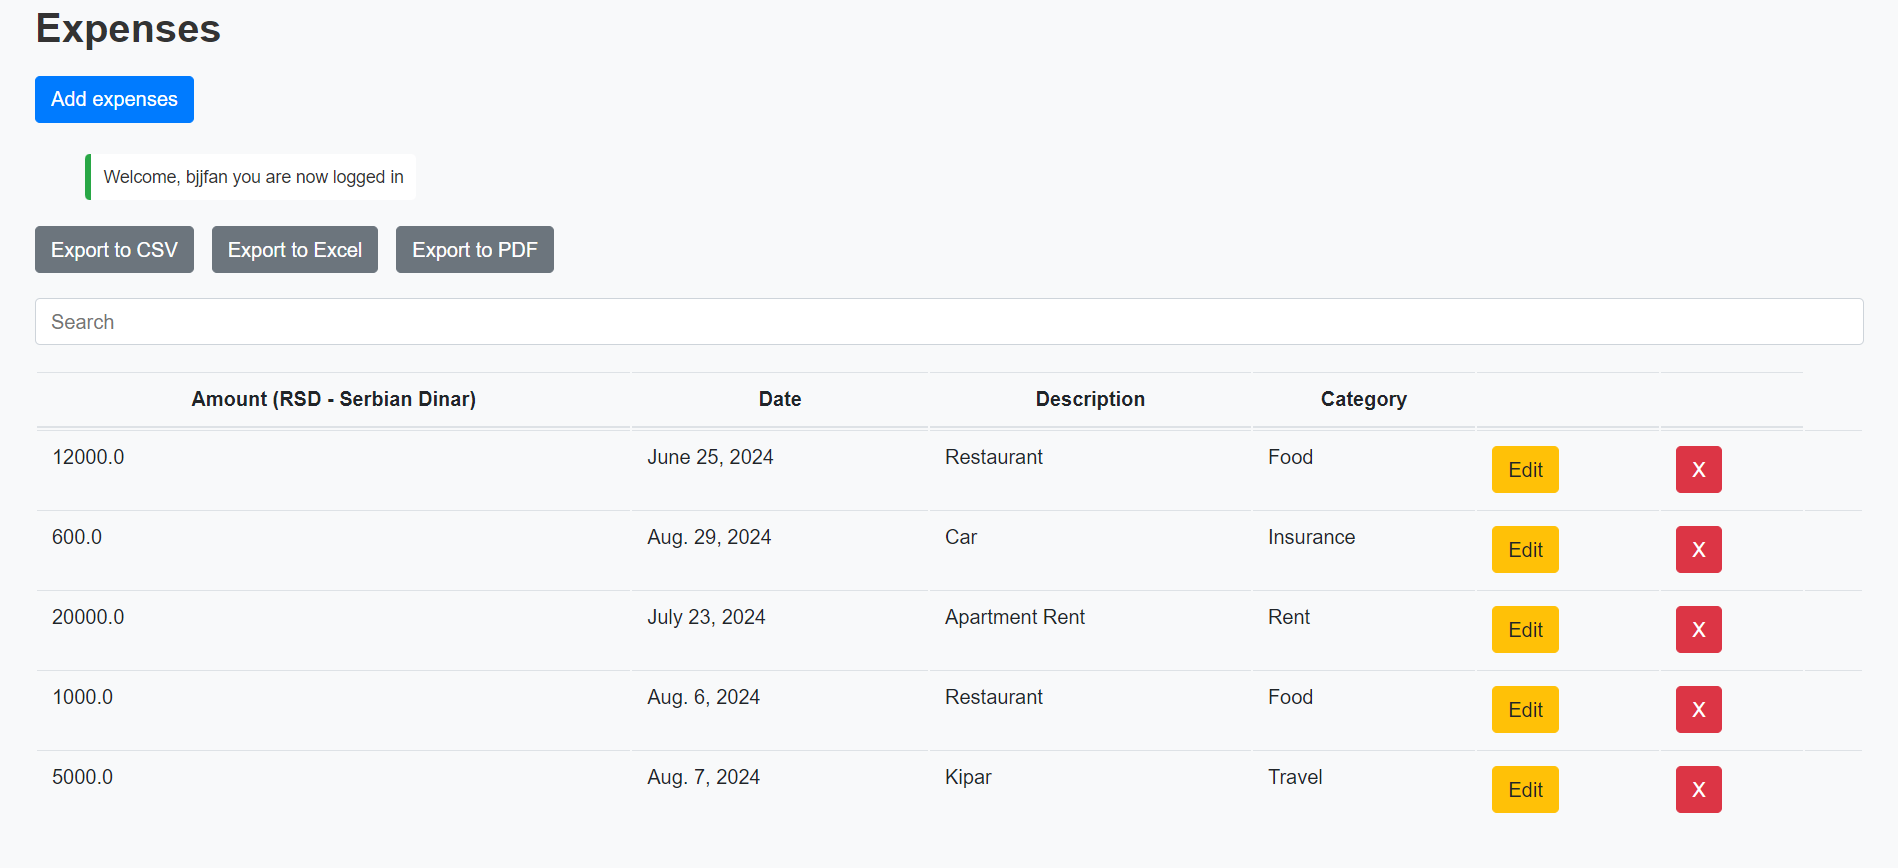 Expenses
Add expenses
Welcome, bjjfan you are now logged in
Export to CSV Export to Excel Export to PDF
Search
Amount (RSD - Serbian Dinar) Date Description Category
12000.0 June 25, 2024 Restaurant Food Edit X
600.0 Aug. 29, 2024 Car Insurance Edit X
20000.0 July 23, 2024 Apartment Rent Rent Edit X
1000.0 Aug. 6, 2024 Restaurant Food Edit X
5000.0 Aug. 7, 2024 Kipar Travel Edit X